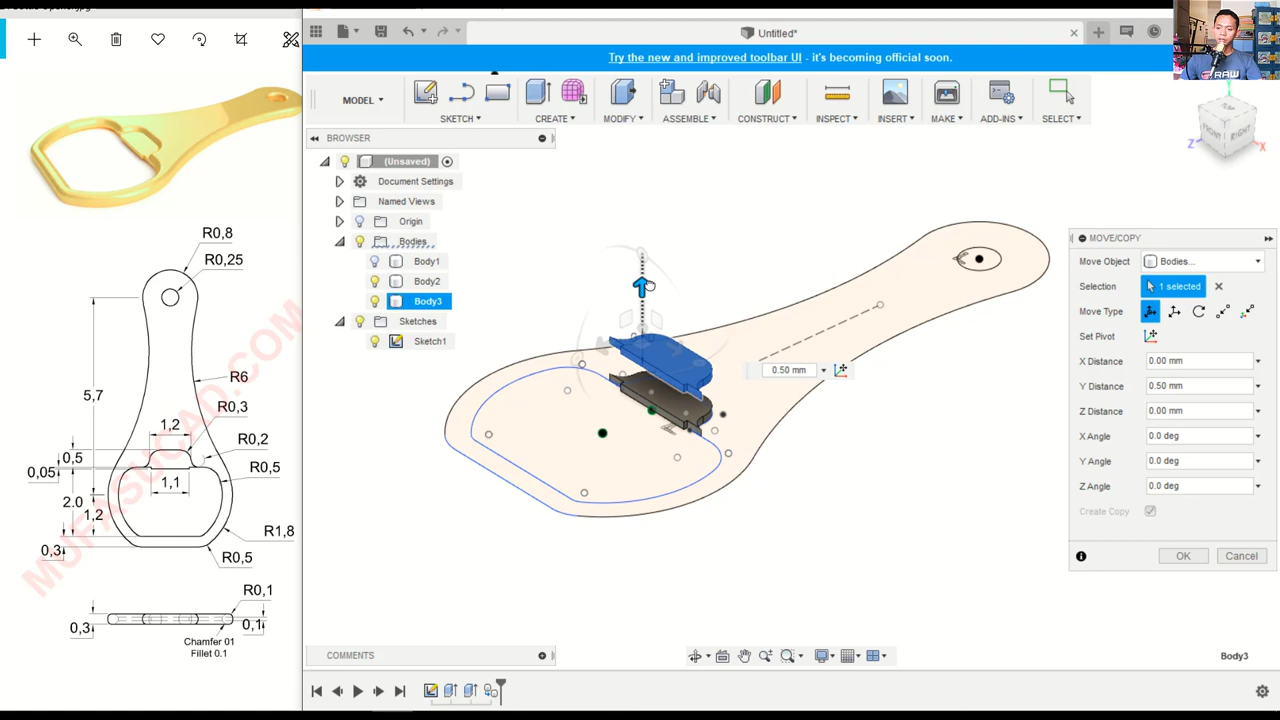 Untitled*
Try the new and improved toolbar UI - it's becoming official soon.
MODEL
SKETCH
CREATE
MODIFY
ASSEMBLE
CONSTRUCT
INSPECT
INSERT
MAKE
ADD-INS
SELECT
RAW
TOP
FRONT
RIGHT
Z
X
Y
BROWSER
(Unsaved)
Document Settings
Named Views
Origin
Bodies
Body1
Body2
Body3
Sketches
Sketch1
0.50 mm
MOVE/COPY
Move Object
Bodies...
Selection
1 selected
Move Type
Set Pivot
X Distance
0.00 mm
Y Distance
0.50 mm
Z Distance
0.00 mm
X Angle
0.0 deg
Y Angle
0.0 deg
Z Angle
0.0 deg
Create Copy
OK
Cancel
R0,8
R0,25
R6
5,7
R0,3
1,2
R0,2
0,5
0,05
R0,5
1,1
2.0
1,2
R1,8
0,3
R0,5
R0,1
0,3
0,1
Chamfer 01
Fillet 0.1
MUFASUCAD.COM
COMMENTS
Body3